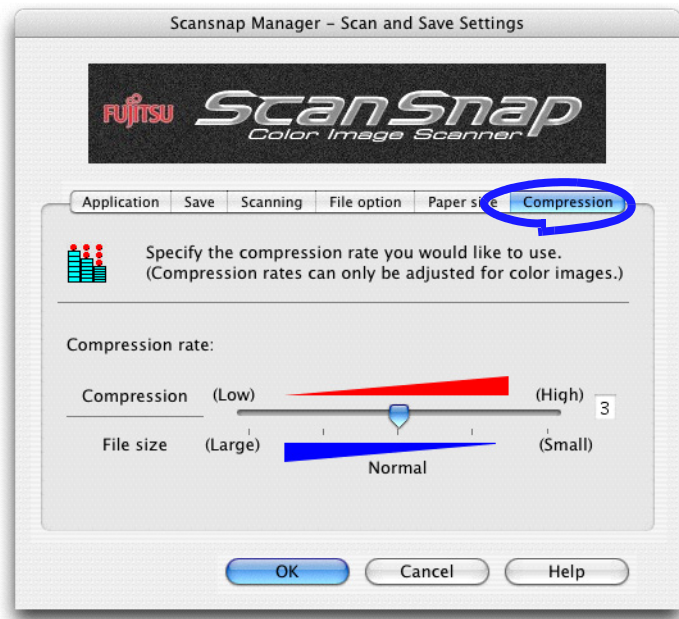 Scansnap Manager – Scan and Save Settings
FUJITSU ScanSnap
Color Image Scanner
Application Save Scanning File option Paper size Compression
Specify the compression rate you would like to use.
(Compression rates can only be adjusted for color images.)
Compression rate:
Compression (Low) (High) 3
File size (Large) (Small)
Normal
OK Cancel Help